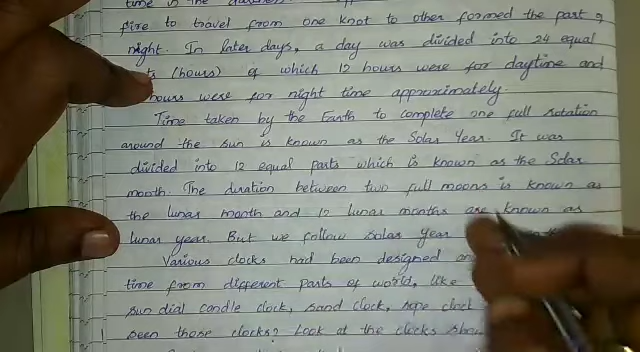 time in the
fire to travel from one knot to other formed the part of
night. In later days, a day was divided into 24 equal
(hours) of which 12 hours were for daytime and
hours were for night time approximately.
Time taken by the Earth to complete one full rotation
around the sun is known as the Solar Year. It was
divided into 12 equal parts which is known as the Solar
month. The duration between two full moons is known as
the lunar month and 12 lunar months are known as
lunar year. But we follow solar year
Various clocks had been designed
time from different parts of world, like
sun dial candle clock, sand clock, rope clock
seen those clocks? Look at the clocks